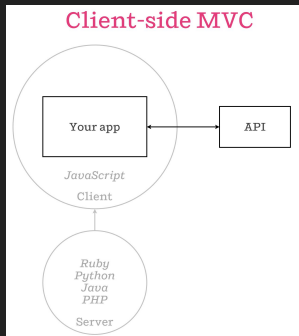 Client-side MVC
Your app
API
JavaScript
Client
Ruby
Python
Java
PHP
Server